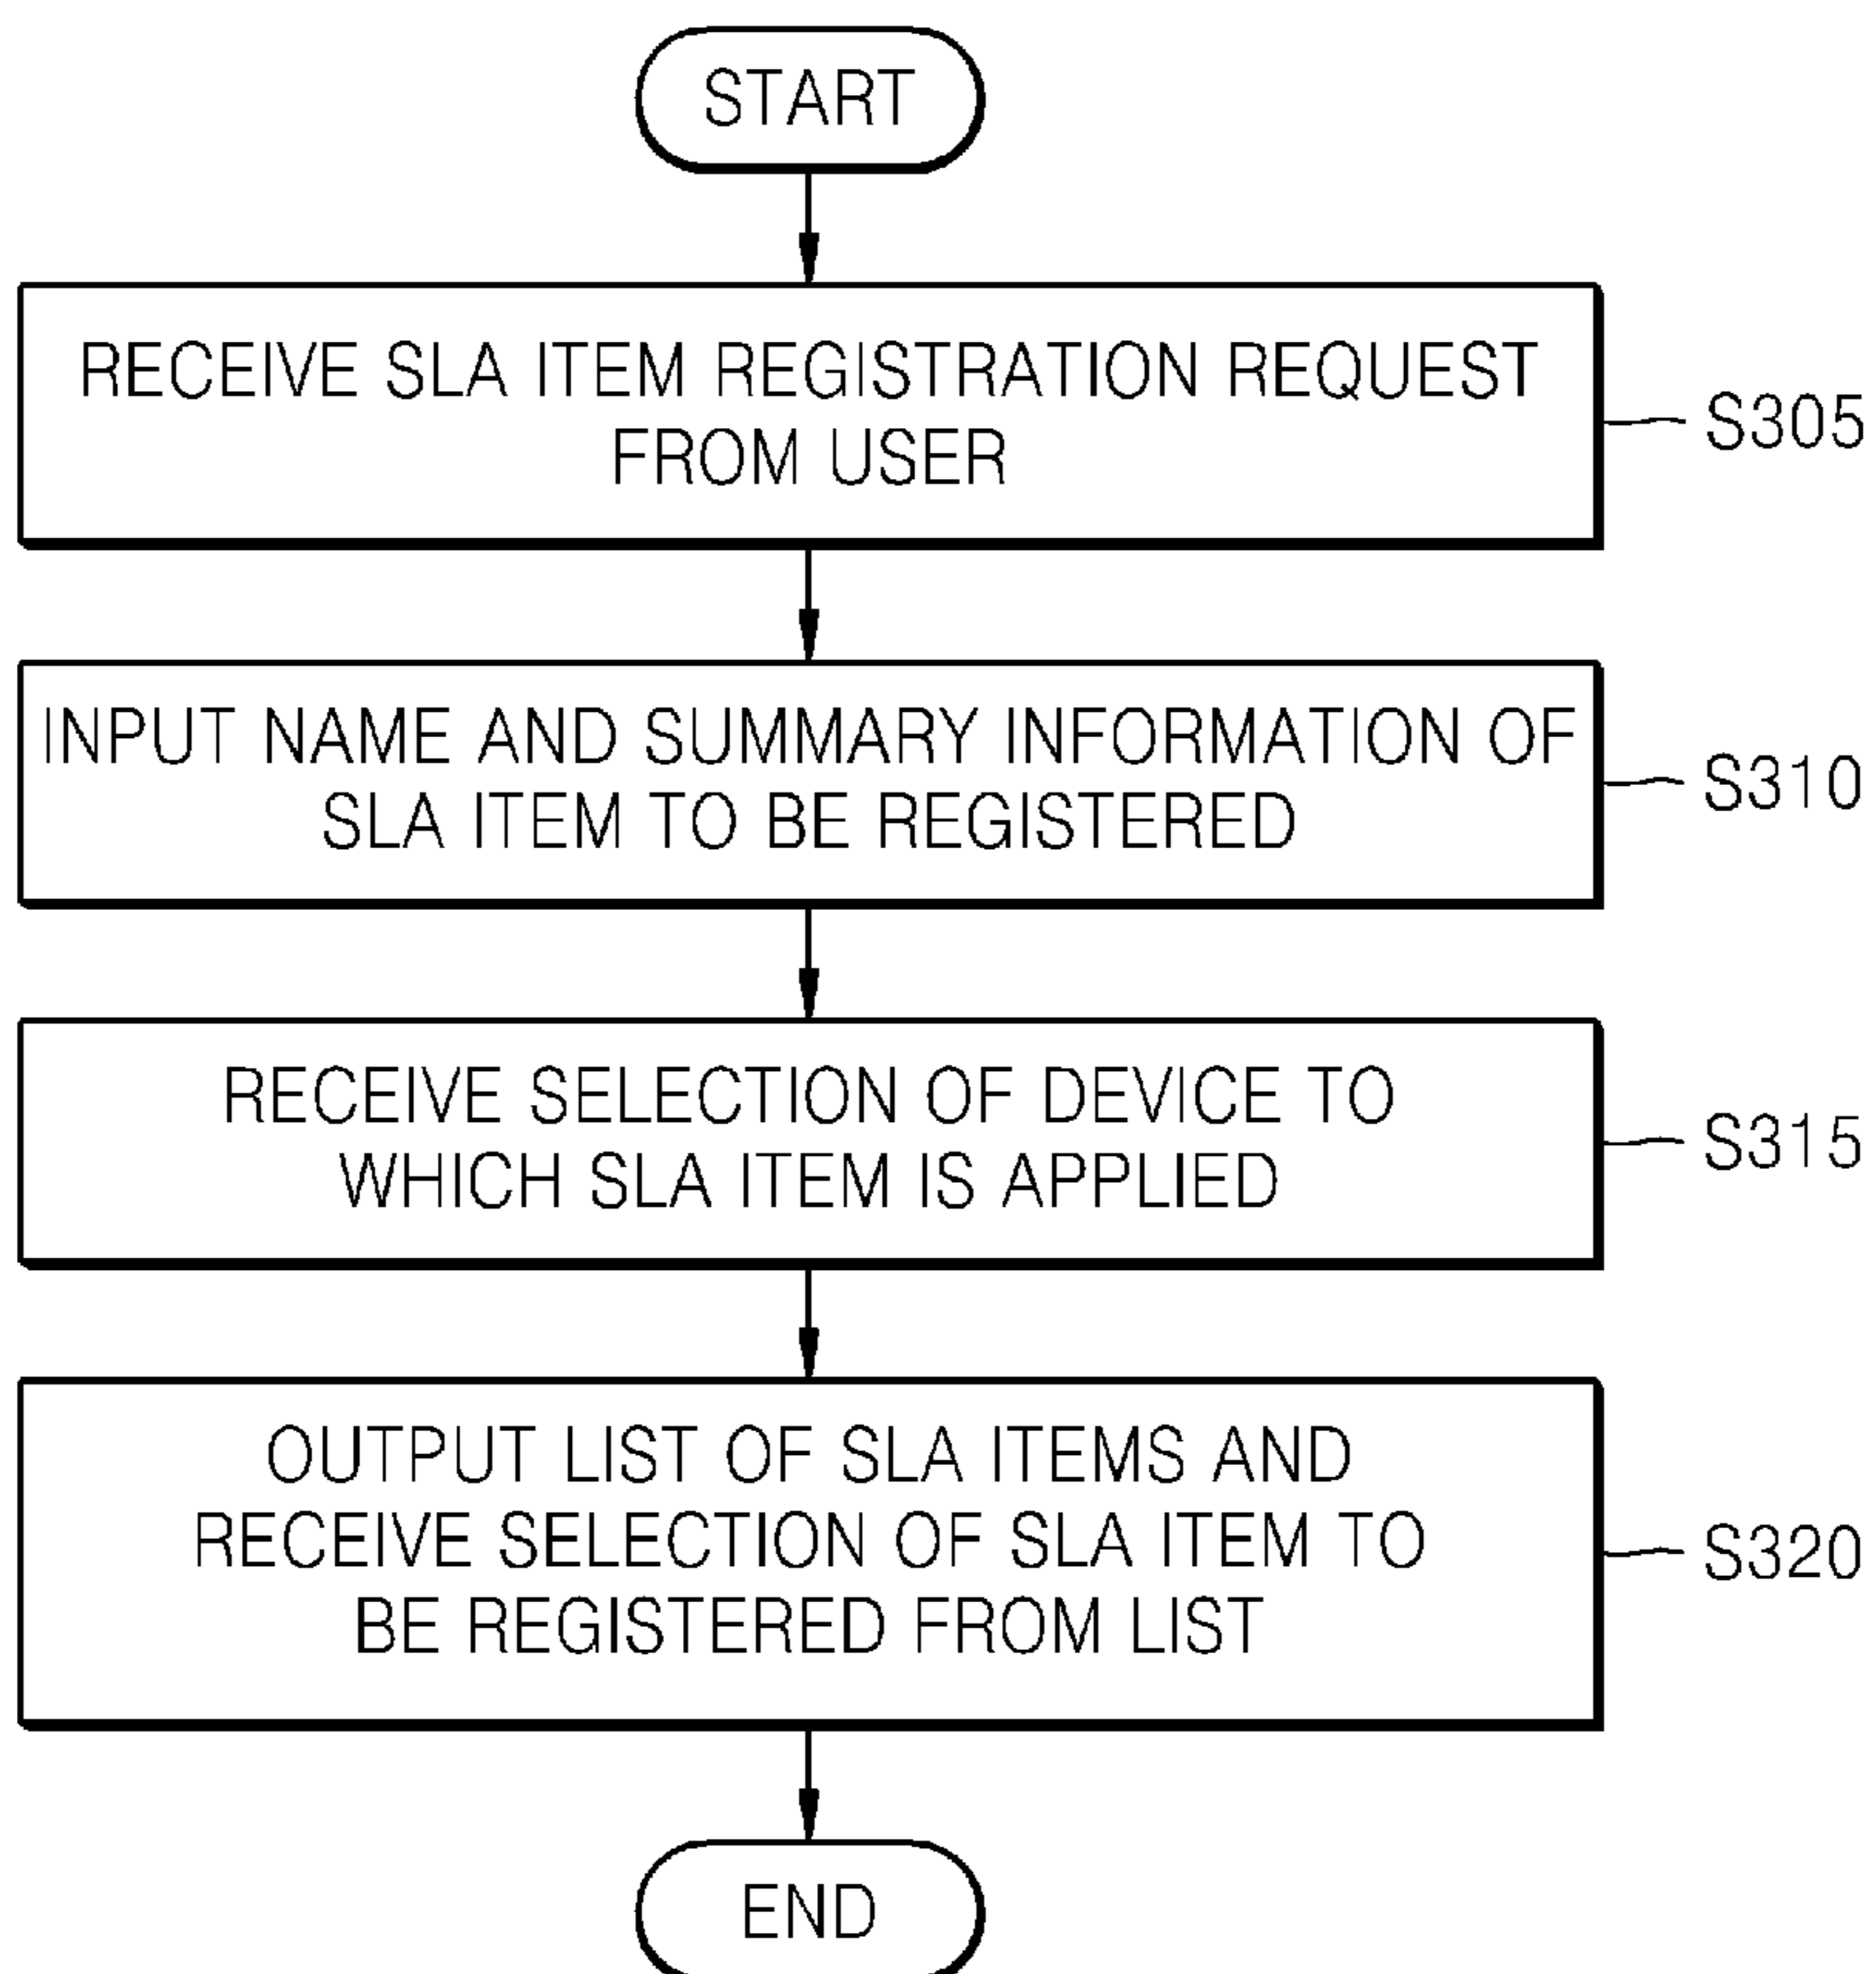 START
RECEIVE SLA ITEM REGISTRATION REQUEST
FROM USER
S305
INPUT NAME AND SUMMARY INFORMATION OF
SLA ITEM TO BE REGISTERED
S310
RECEIVE SELECTION OF DEVICE TO
WHICH SLA ITEM IS APPLIED
S315
OUTPUT LIST OF SLA ITEMS AND
RECEIVE SELECTION OF SLA ITEM TO
BE REGISTERED FROM LIST
S320
END